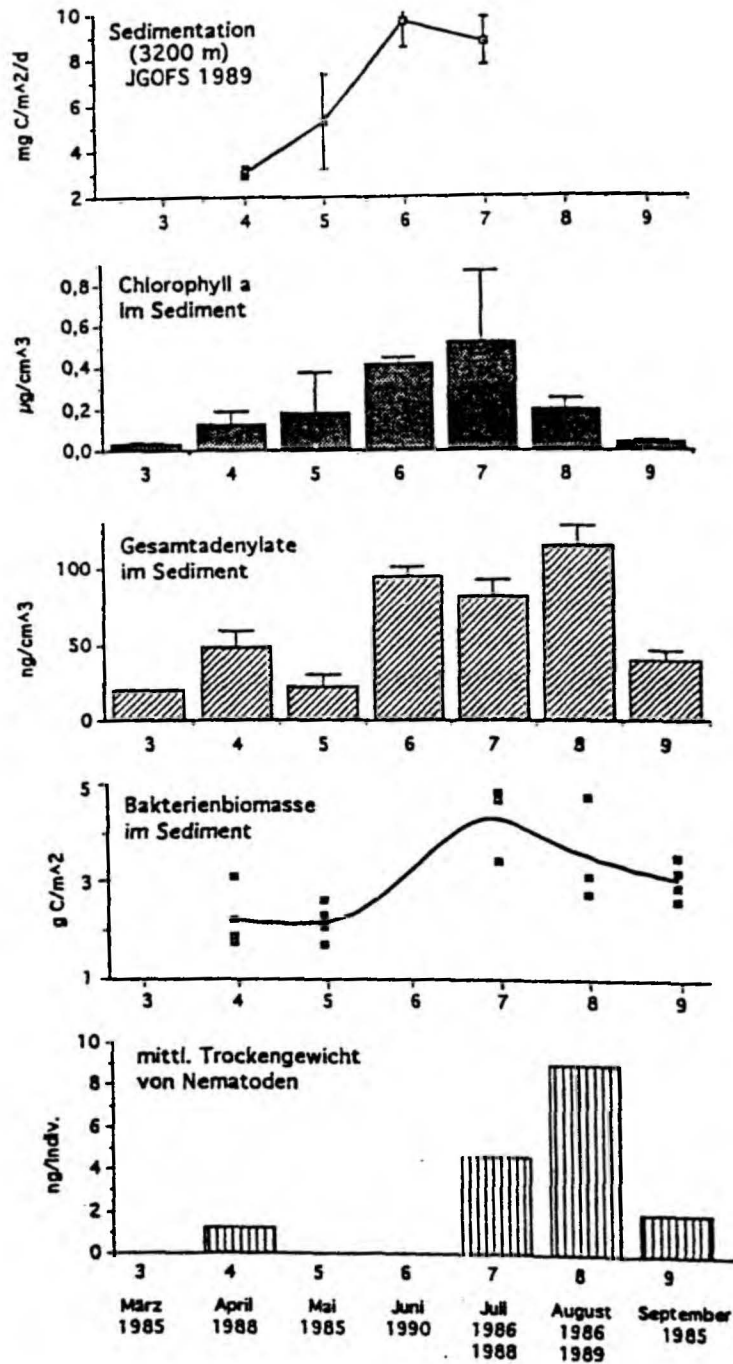 Sedimentation
(3200 m)
JGOFS 1989
mg C/m^2/d
10
8
6
4
2
3 4 5 6 7 8 9
Chlorophyll a
im Sediment
µg/cm^3
0,8
0,6
0,4
0,2
0,0
3 4 5 6 7 8 9
Gesamtadenylate
im Sediment
ng/cm^3
100
50
0
3 4 5 6 7 8 9
Bakterienbiomasse
im Sediment
g C/m^2
5
3
1
3 4 5 6 7 8 9
mittl. Trockengewicht
von Nematoden
ng/Indiv.
10
8
6
4
2
0
3 4 5 6 7 8 9
März April Mai Juni Juli August September
1985 1988 1985 1990 1986 1986 1985
1988 1989